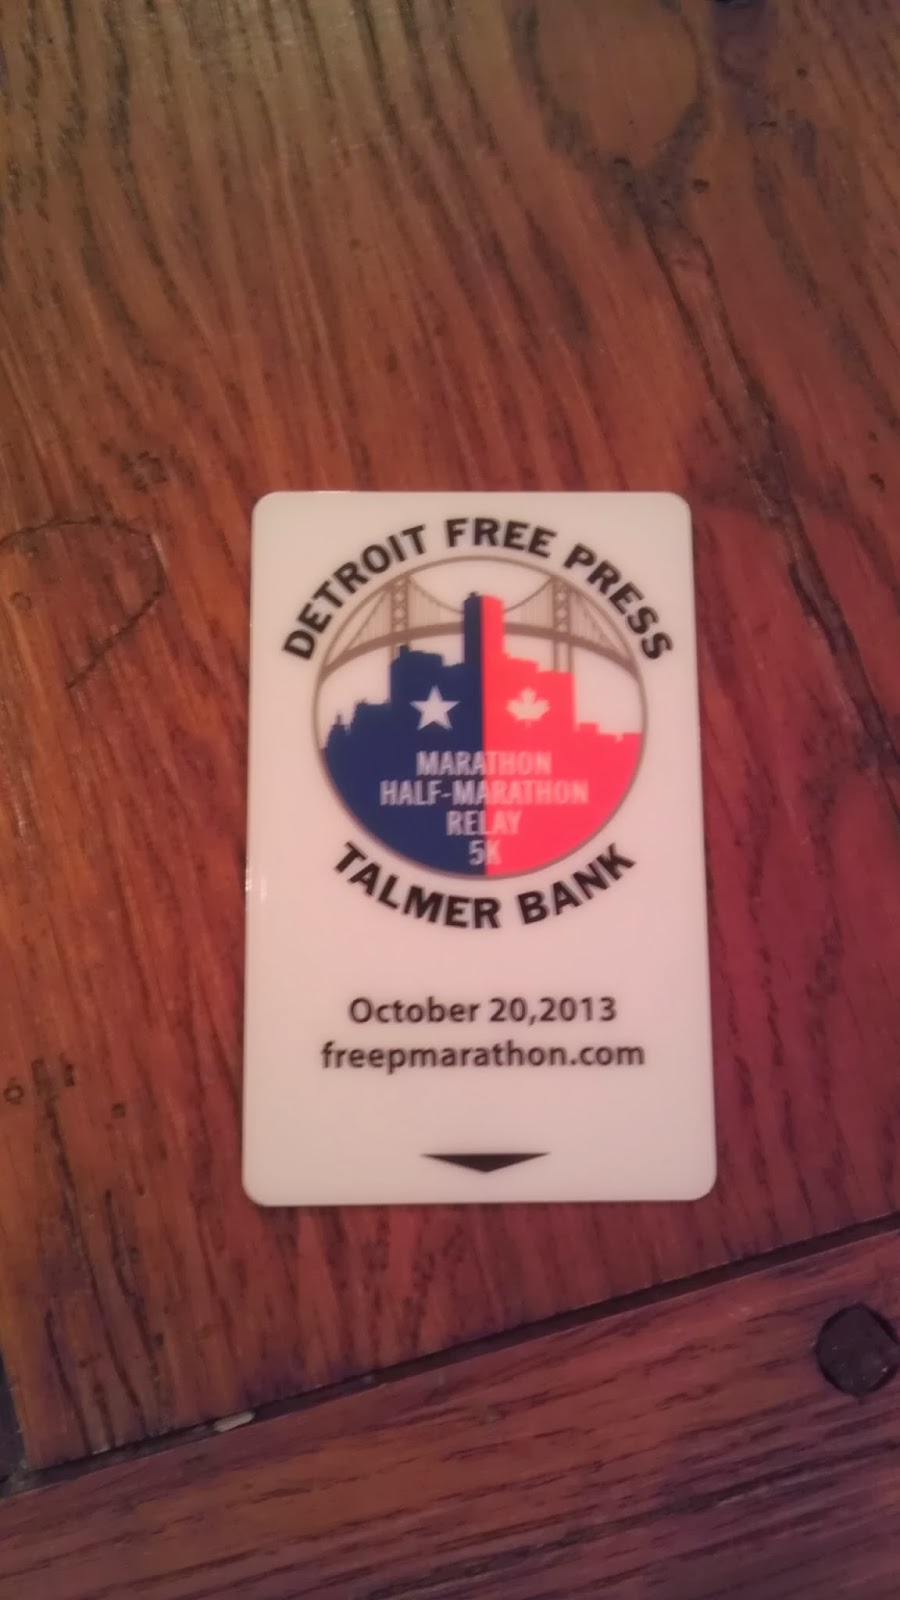 DETROIT FREE PRESS
MARATHON
HALF-MARATHON
RELAY
5K
TALMER BANK
October 20,2013
freepmarathon.com